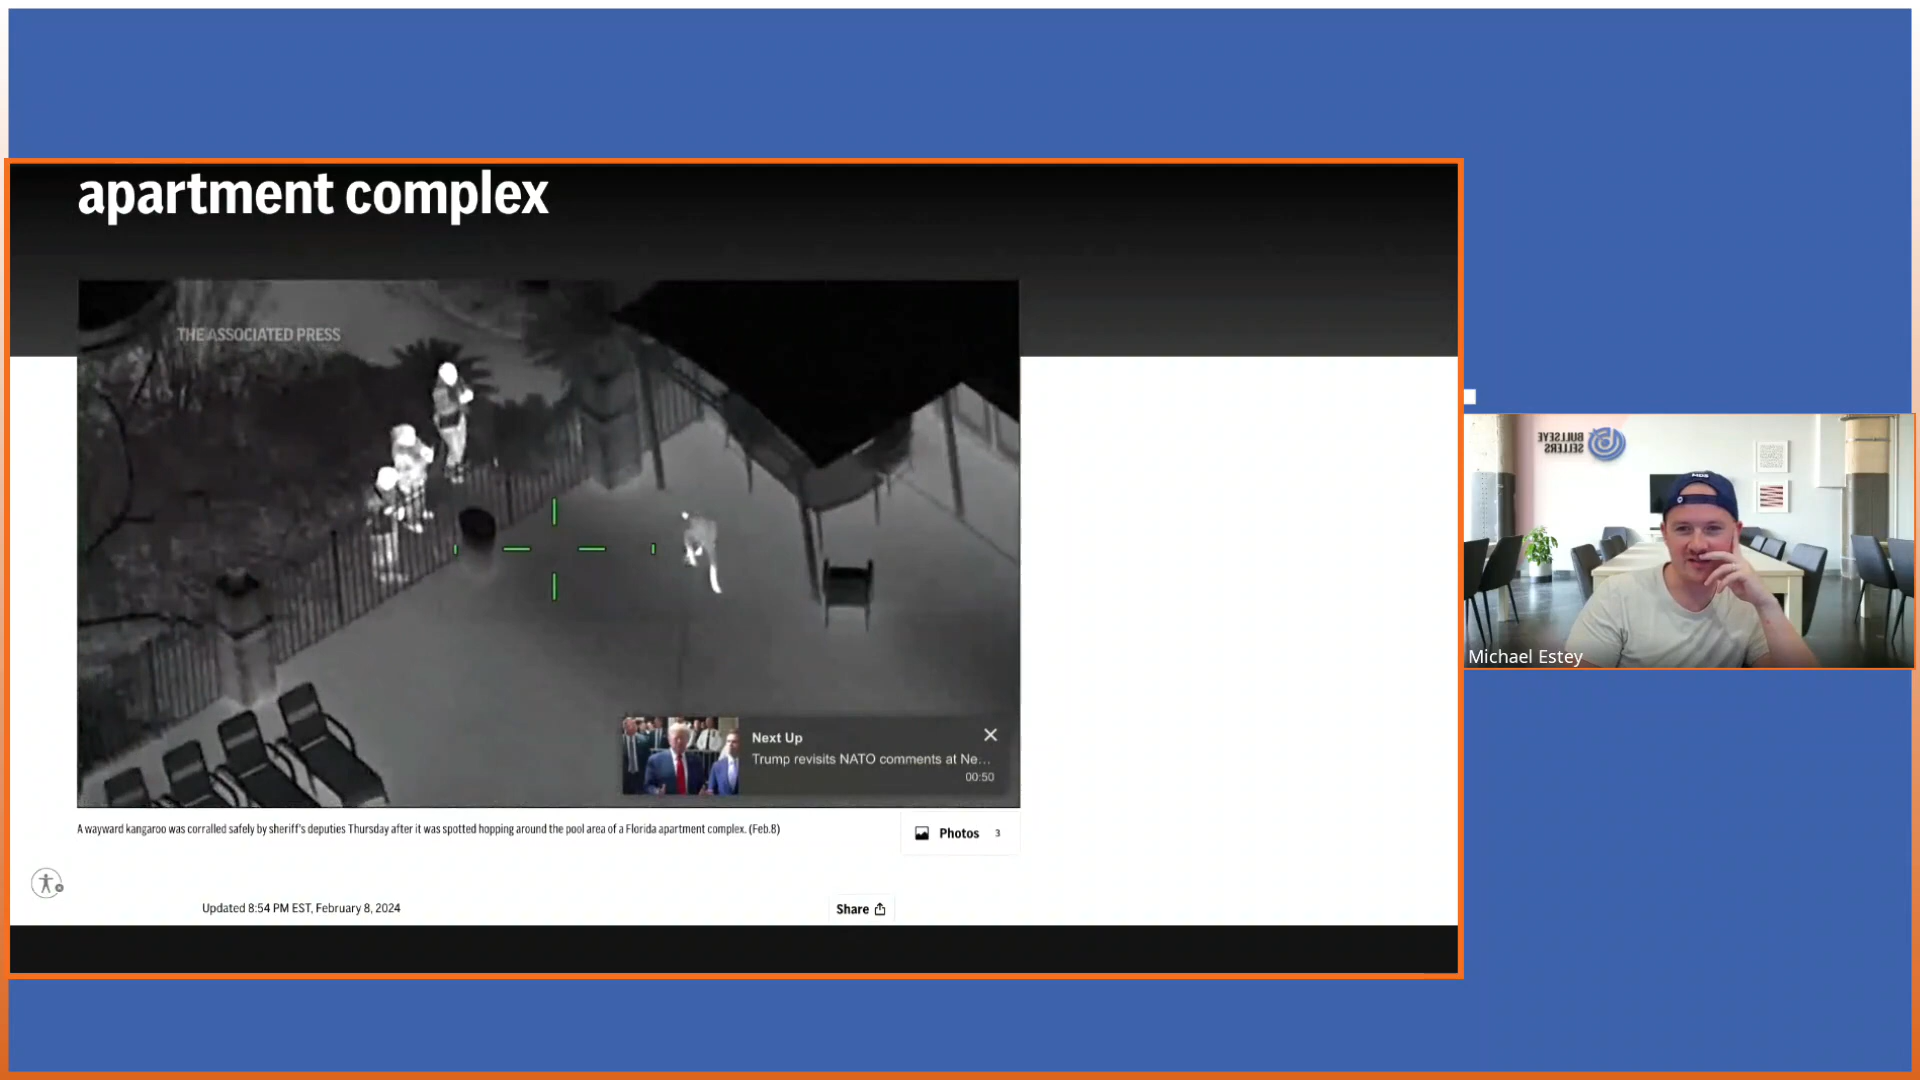 apartment complex
THE ASSOCIATED PRESS
BULLSEYE
SELLERS
MDS
Next Up
Trump revisits NATO comments at Ne...
00:50
Michael Estey
A wayward kangaroo was corralled safely by sheriff's deputies Thursday after it was spotted hopping around the pool area of a Florida apartment complex. (Feb.8)
Photos 3
Updated 8:54 PM EST, February 8, 2024
Share